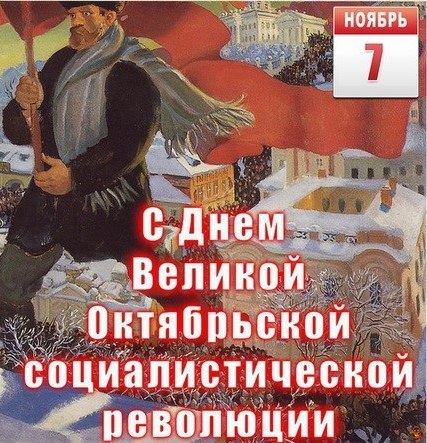 НОЯБРЬ
7
С Днем
Великой
Октябрьской
социалистической
революции